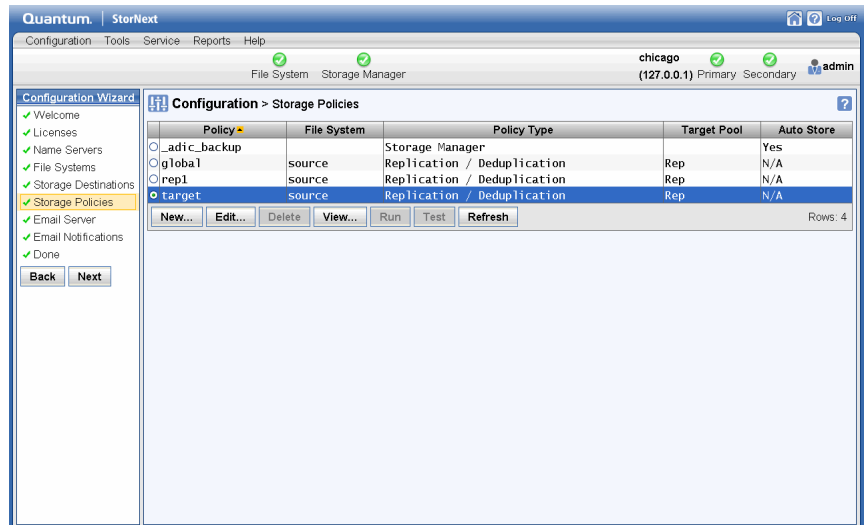 Quantum. StorNext Log Off
Configuration Tools Service Reports Help
File System Storage Manager
chicago
(127.0.0.1) Primary Secondary
admin
Configuration Wizard
Welcome
Licenses
Name Servers
File Systems
Storage Destinations
Storage Policies
Email Server
Email Notifications
Done
Back Next
Configuration > Storage Policies ?
Policy File System Policy Type Target Pool Auto Store
_adic_backup Storage Manager Yes
global source Replication / Deduplication Rep N/A
rep1 source Replication / Deduplication Rep N/A
target source Replication / Deduplication Rep N/A
New... Edit... Delete View... Run Test Refresh Rows: 4